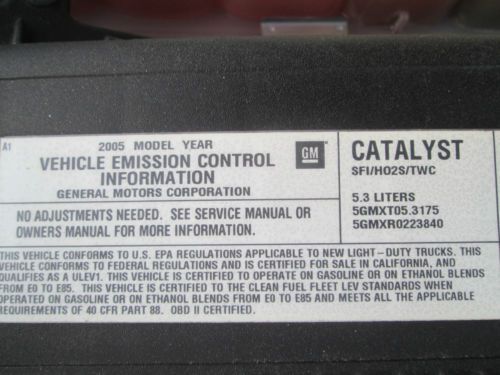 A1
2005 MODEL YEAR
VEHICLE EMISSION CONTROL
INFORMATION
GENERAL MOTORS CORPORATION
GM
NO ADJUSTMENTS NEEDED. SEE SERVICE MANUAL OR
OWNERS MANUAL FOR MORE INFORMATION.
CATALYST
SFI/HO2S/TWC
5.3 LITERS
5GMXT05.3175
5GMXR0223840
THIS VEHICLE CONFORMS TO U.S. EPA REGULATIONS APPLICABLE TO NEW LIGHT-DUTY TRUCKS. THIS
VEHICLE CONFORMS TO FEDERAL REGULATIONS AND IS CERTIFIED FOR SALE IN CALIFORNIA, AND
QUALIFIES AS A ULEV1. THIS VEHICLE IS CERTIFIED TO OPERATE ON GASOLINE OR ON ETHANOL BLENDS
FROM E0 TO E85. THIS VEHICLE IS CERTIFIED TO THE CLEAN FUEL FLEET LEV STANDARDS WHEN
OPERATED ON GASOLINE OR ON ETHANOL BLENDS FROM E0 TO E85 AND MEETS ALL THE APPLICABLE
REQUIREMENTS OF 40 CFR PART 88. OBD II CERTIFIED.